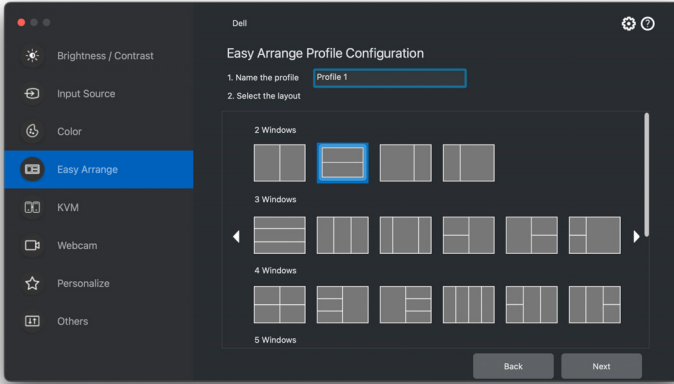 Dell
Brightness / Contrast
Input Source
Color
Easy Arrange
KVM
Webcam
Personalize
Others
Easy Arrange Profile Configuration
1. Name the profile Profile 1
2. Select the layout
2 Windows
3 Windows
4 Windows
5 Windows
Back Next